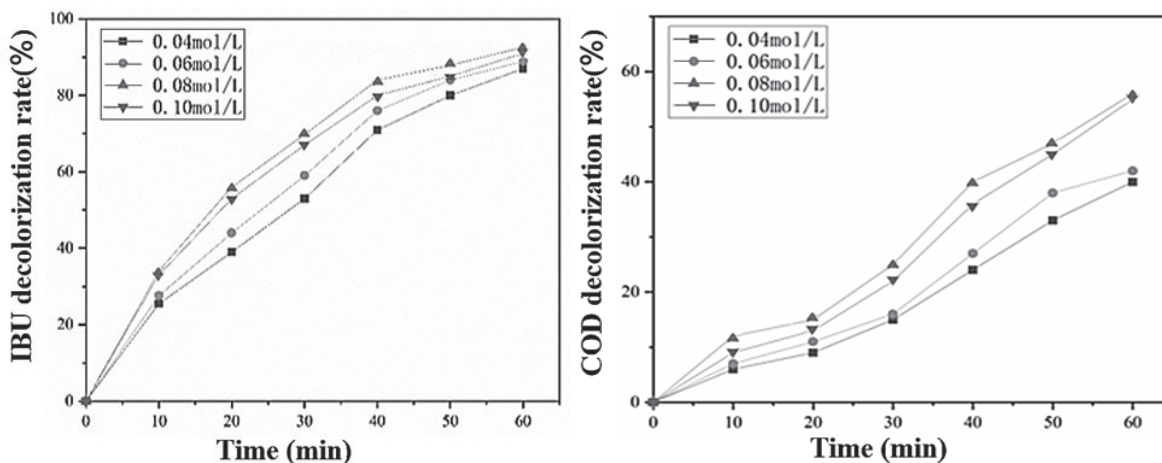 100
80
60
40
20
0
IBU decolorization rate(%)
0.04mol/L
0.06mol/L
0.08mol/L
0.10mol/L
0 10 20 30 40 50 60
Time (min)
60
40
20
0
COD decolorization rate(%)
0.04mol/L
0.06mol/L
0.08mol/L
0.10mol/L
0 10 20 30 40 50 60
Time (min)